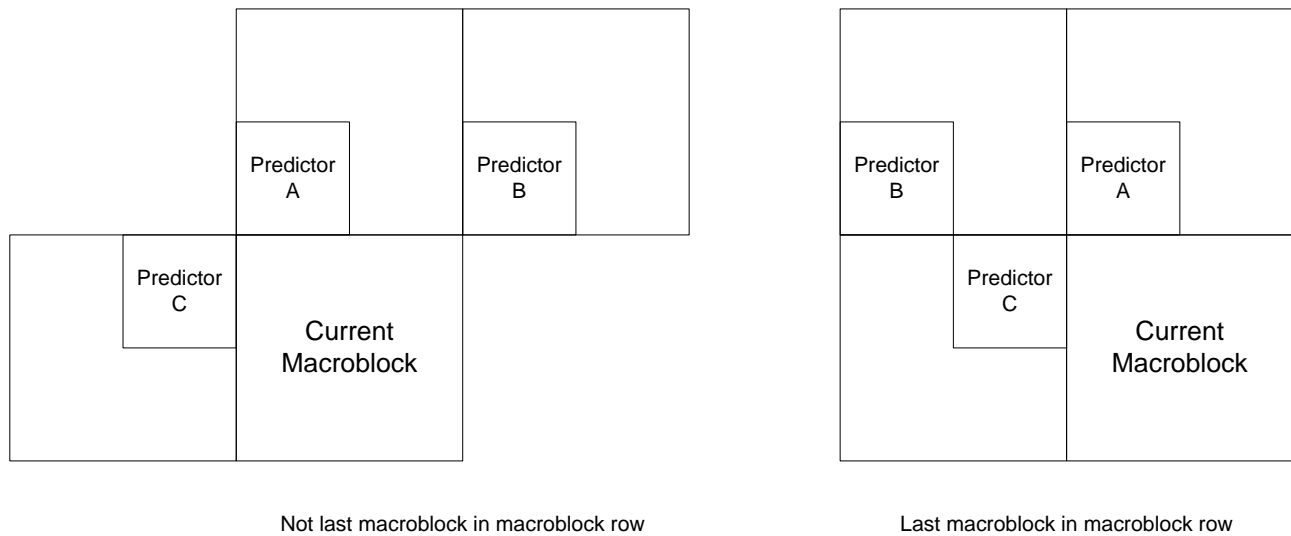 Predictor
A
Predictor
B
Predictor
C
Current
Macroblock
Not last macroblock in macroblock row
Predictor
B
Predictor
A
Predictor
C
Current
Macroblock
Last macroblock in macroblock row